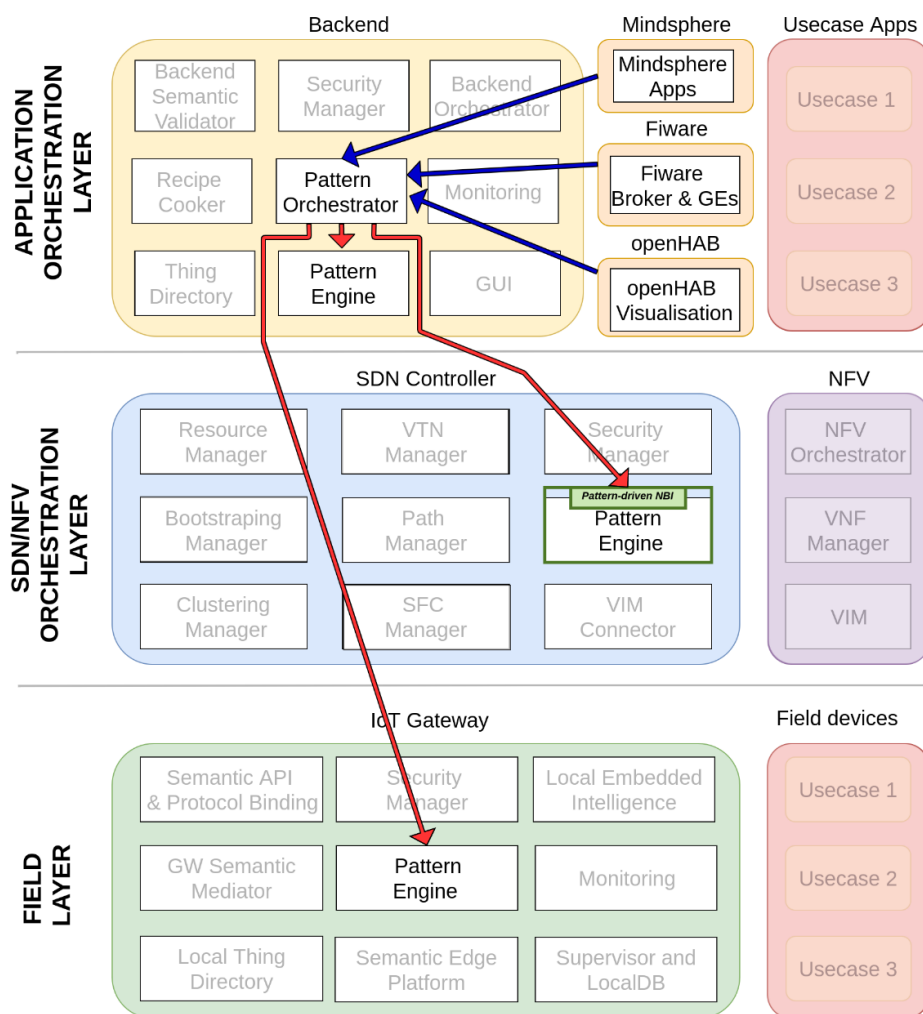 Backend
Mindsphere
Usecase Apps
APPLICATION
ORCHESTRATION
LAYER
Backend
Semantic
Validator
Security
Manager
Backend
Orchestrator
Mindsphere
Apps
Usecase 1
Fiware
Recipe
Cooker
Pattern
Orchestrator
Monitoring
Fiware
Broker & GEs
Usecase 2
openHAB
Thing
Directory
Pattern
Engine
GUI
openHAB
Visualisation
Usecase 3
SDN Controller
NFV
SDN/NFV
ORCHESTRATION
LAYER
Resource
Manager
VTN
Manager
Security
Manager
NFV
Orchestrator
Bootstraping
Manager
Path
Manager
Pattern-driven NBI
Pattern
Engine
VNF
Manager
Clustering
Manager
SFC
Manager
VIM
Connector
VIM
IoT Gateway
Field devices
FIELD
LAYER
Semantic API
& Protocol Binding
Security
Manager
Local Embedded
Intelligence
Usecase 1
GW Semantic
Mediator
Pattern
Engine
Monitoring
Usecase 2
Local Thing
Directory
Semantic Edge
Platform
Supervisor and
LocalDB
Usecase 3